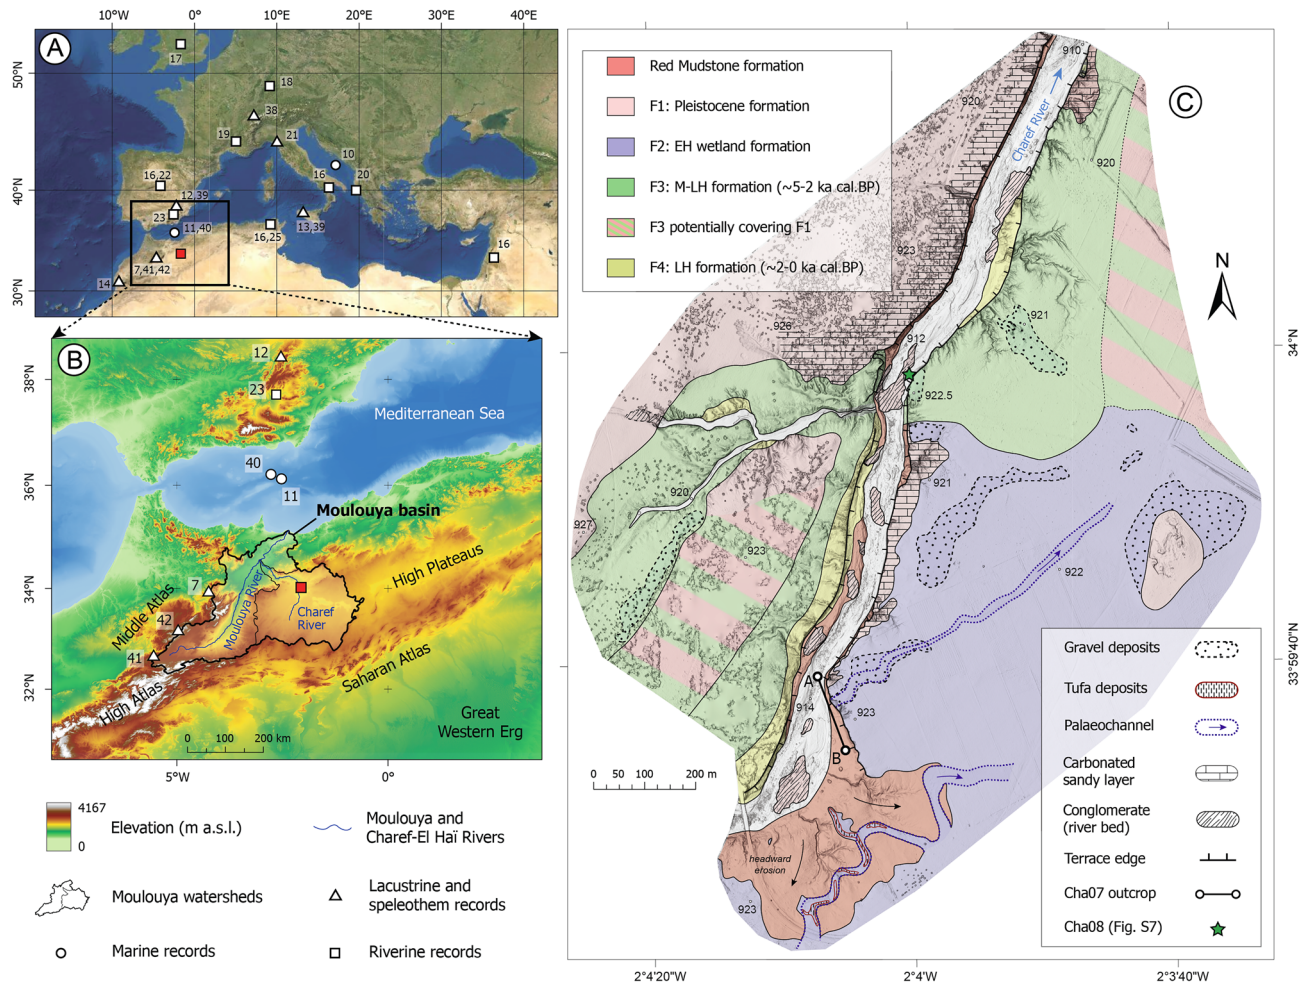 10°W
0°
10°E
20°E
30°E
40°E
A
50°N
40°N
30°N
17
18
38
19
21
10
16
20
16,22
12,39
23
11,40
16,25
13,39
7,41,42
14
16
B
38°N
36°N
34°N
32°N
12
23
Mediterranean Sea
40
11
Moulouya basin
High Plateaus
7
Middle Atlas
Moulouya River
Charef
River
42
41
High Atlas
Saharan Atlas
Great
Western Erg
0 100 200 km
5°W
0°
4167
0
Elevation (m a.s.l.)
Moulouya and
Charef-El Haï Rivers
Moulouya watersheds
Lacustrine and
speleothem records
Marine records
Riverine records
Red Mudstone formation
F1: Pleistocene formation
F2: EH wetland formation
F3: M-LH formation (~5-2 ka cal.BP)
F3 potentially covering F1
F4: LH formation (~2-0 ka cal.BP)
C
N
910
Charef River
920
920
923
926
912
921
922.5
921
920
927
923
922
A
914
923
B
0 50 100 200 m
headward
erosion
923
34°N
33°59'40"N
Gravel deposits
Tufa deposits
Palaeochannel
Carbonated
sandy layer
Conglomerate
(river bed)
Terrace edge
Cha07 outcrop
Cha08 (Fig. S7)
2°4'20"W
2°4'W
2°3'40"W